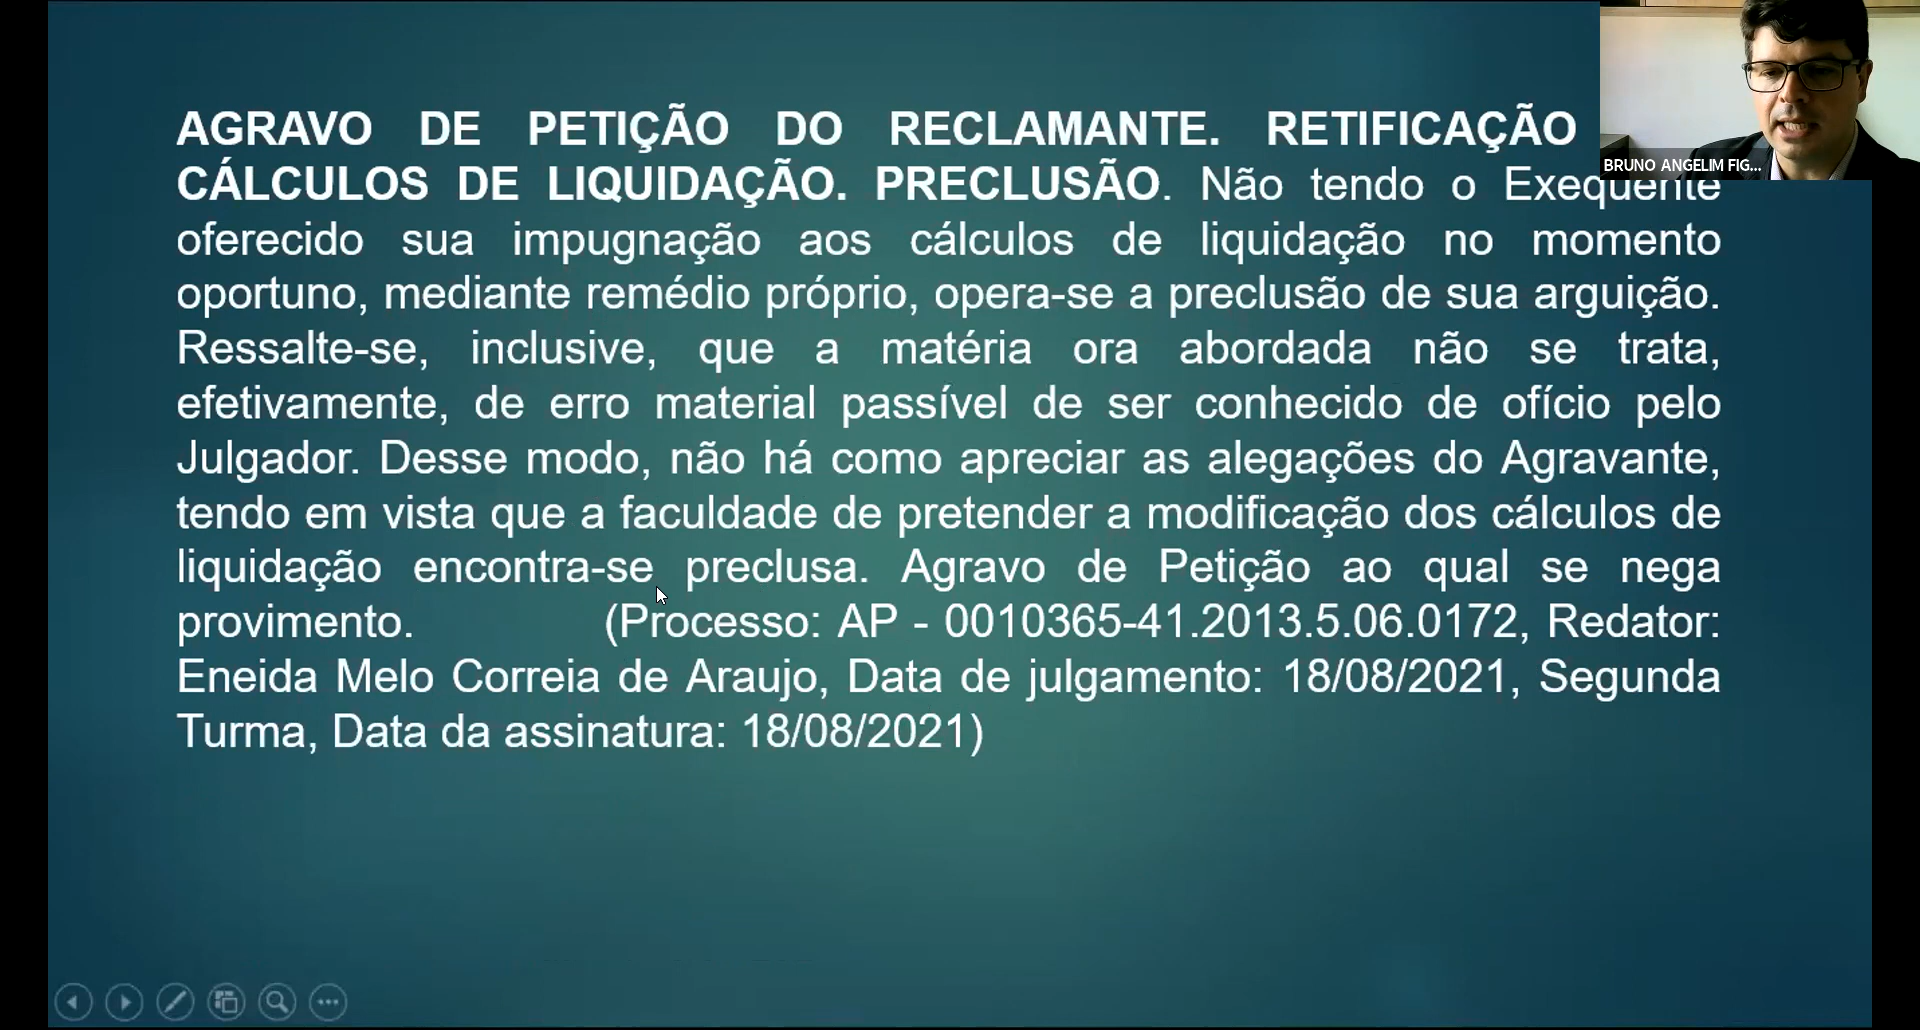 AGRAVO DE PETIÇÃO DO RECLAMANTE. RETIFICAÇÃO
CÁLCULOS DE LIQUIDAÇÃO. PRECLUSÃO. Não tendo o Exequente
oferecido sua impugnação aos cálculos de liquidação no momento
oportuno, mediante remédio próprio, opera-se a preclusão de sua arguição.
Ressalte-se, inclusive, que a matéria ora abordada não se trata,
efetivamente, de erro material passível de ser conhecido de ofício pelo
Julgador. Desse modo, não há como apreciar as alegações do Agravante,
tendo em vista que a faculdade de pretender a modificação dos cálculos de
liquidação encontra-se preclusa. Agravo de Petição ao qual se nega
provimento. (Processo: AP - 0010365-41.2013.5.06.0172, Redator:
Eneida Melo Correia de Araujo, Data de julgamento: 18/08/2021, Segunda
Turma, Data da assinatura: 18/08/2021)
BRUNO ANGELIM FIG...